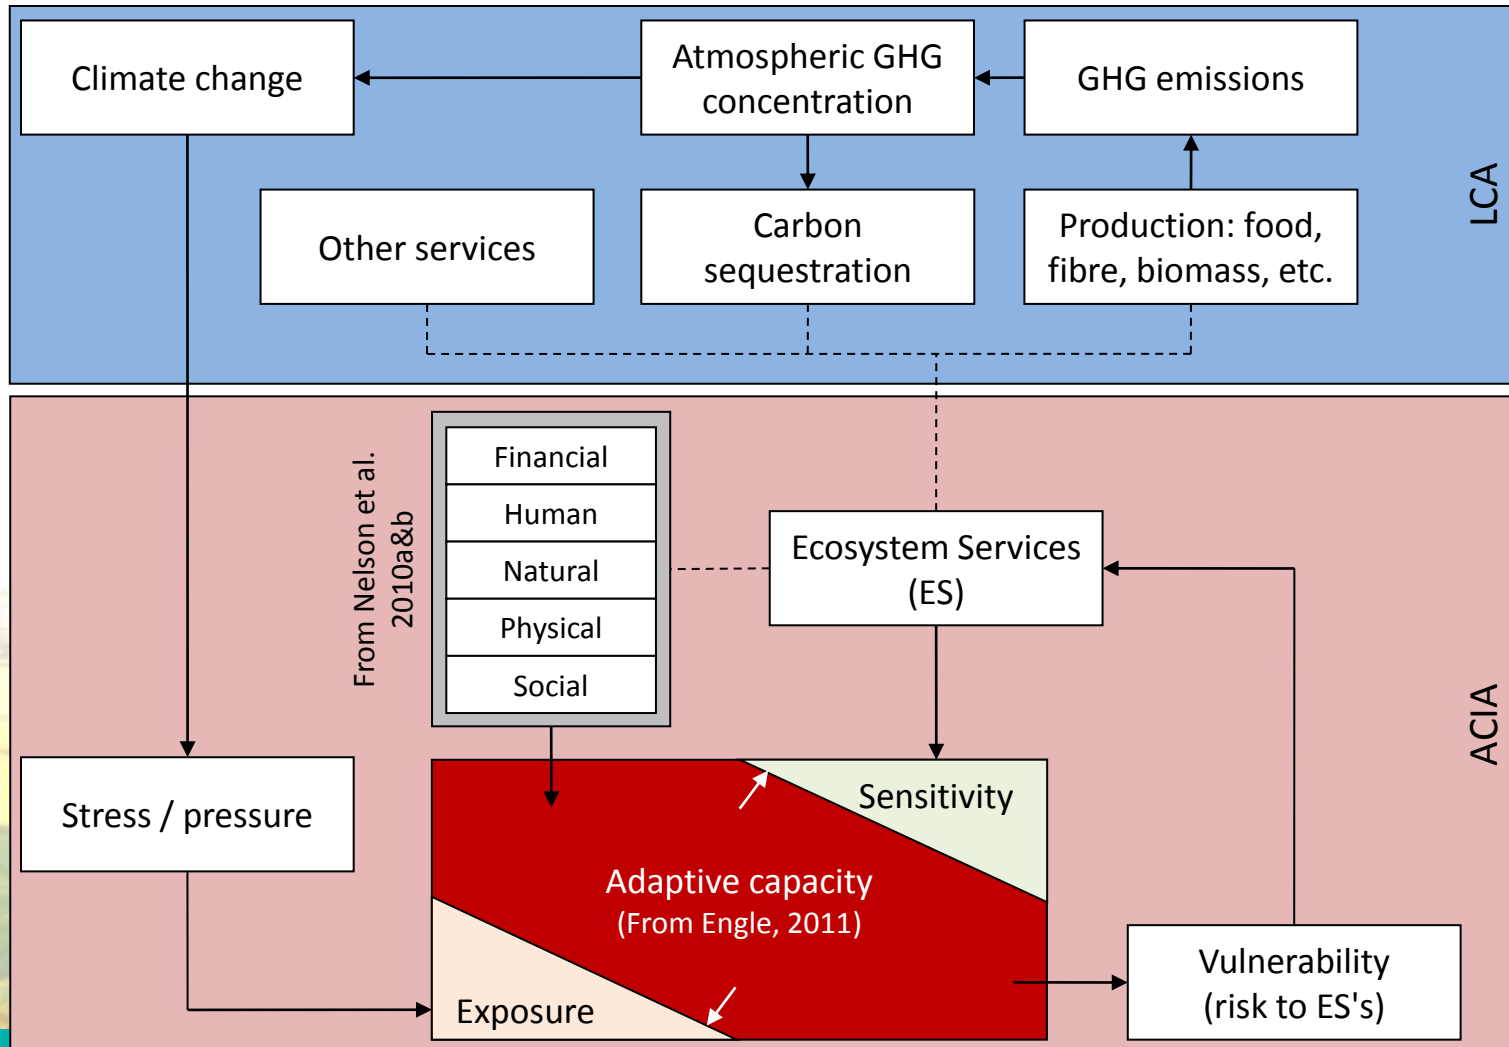 Climate change
Atmospheric GHG
concentration
GHG emissions
Other services
Carbon
sequestration
Production: food,
fibre, biomass, etc.
LCA
From Nelson et al.
2010a&b
Financial
Human
Natural
Physical
Social
Ecosystem Services
(ES)
ACIA
Stress / pressure
Sensitivity
Adaptive capacity
(From Engle, 2011)
Exposure
Vulnerability
(risk to ES's)